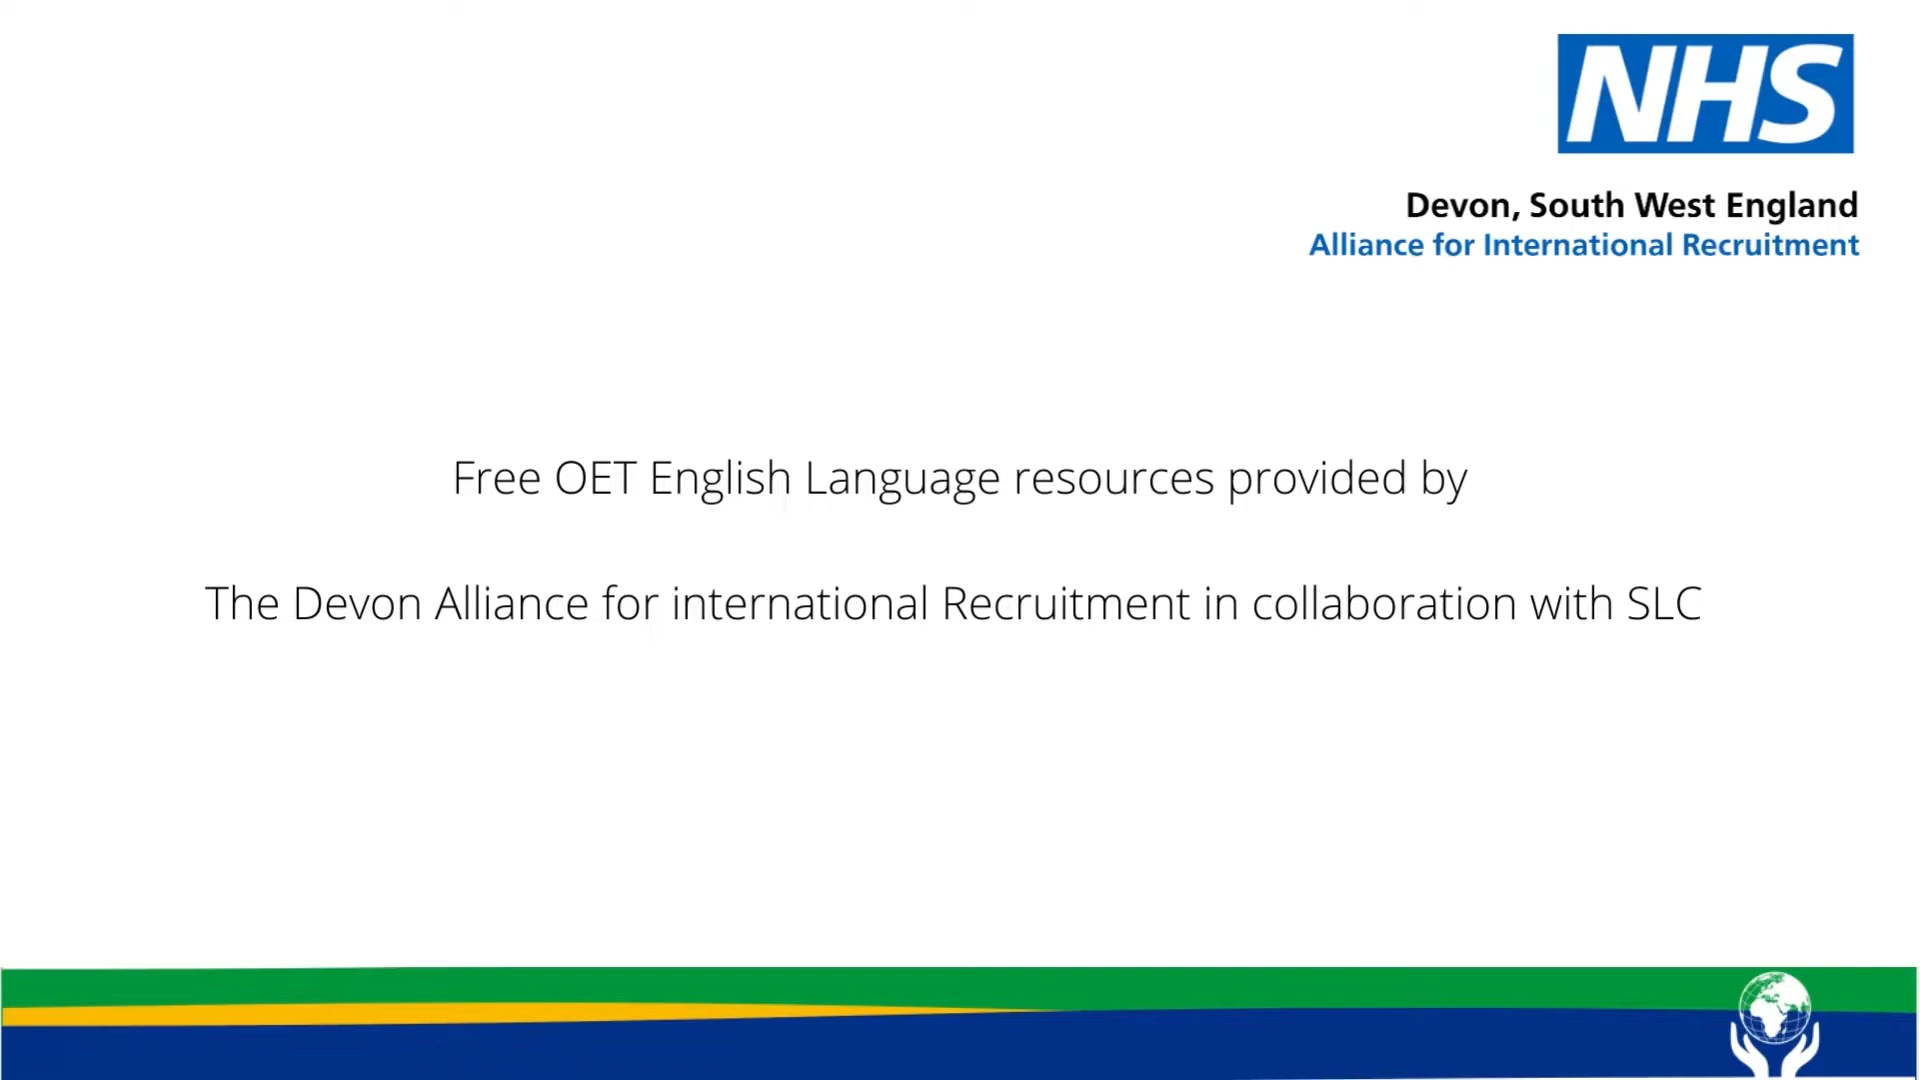 NHS
Devon, South West England
Alliance for International Recruitment
Free OET English Language resources provided by
The Devon Alliance for international Recruitment in collaboration with SLC